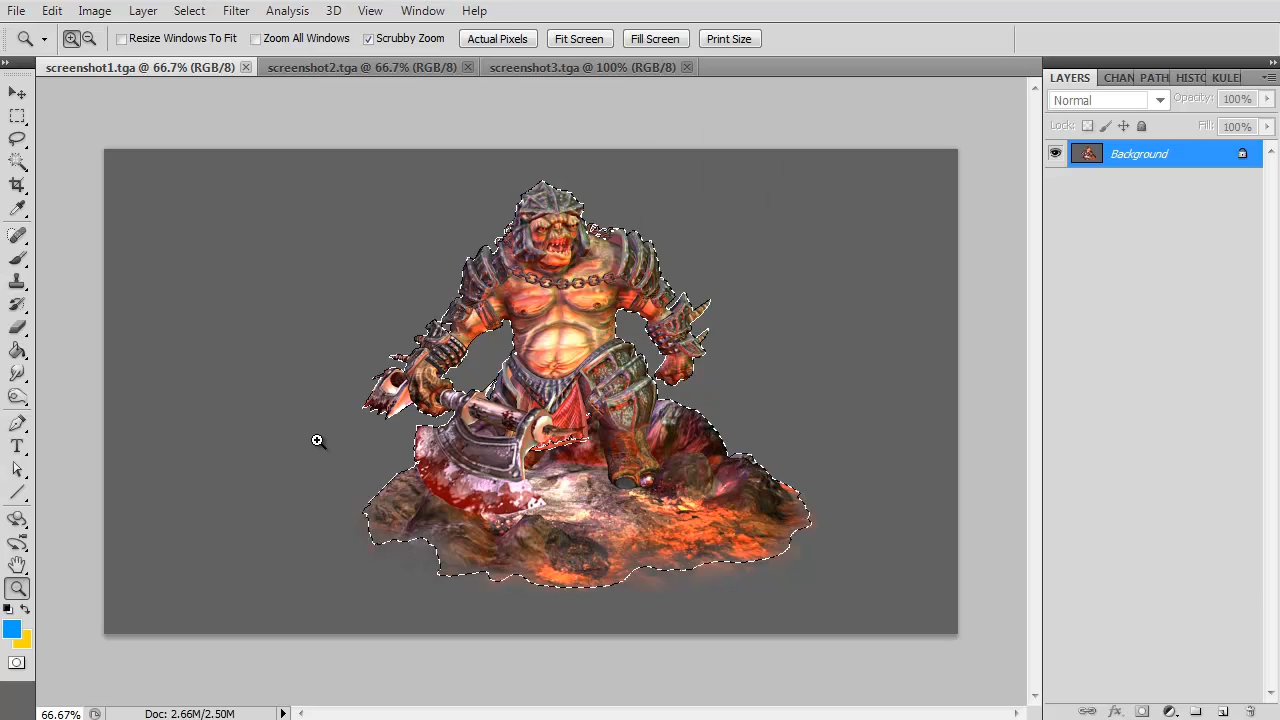 File Edit Image Layer Select Filter Analysis 3D View Window Help
Resize Windows To Fit Zoom All Windows Scrubby Zoom Actual Pixels Fit Screen Fill Screen Print Size
screenshot1.tga @ 66.7% (RGB/8) screenshot2.tga @ 66.7% (RGB/8) screenshot3.tga @ 100% (RGB/8)
LAYERS CHAN PATH HISTO KULE
Normal Opacity: 100%
Lock: Fill: 100%
Background
T
66.67% Doc: 2.66M/2.50M
fx